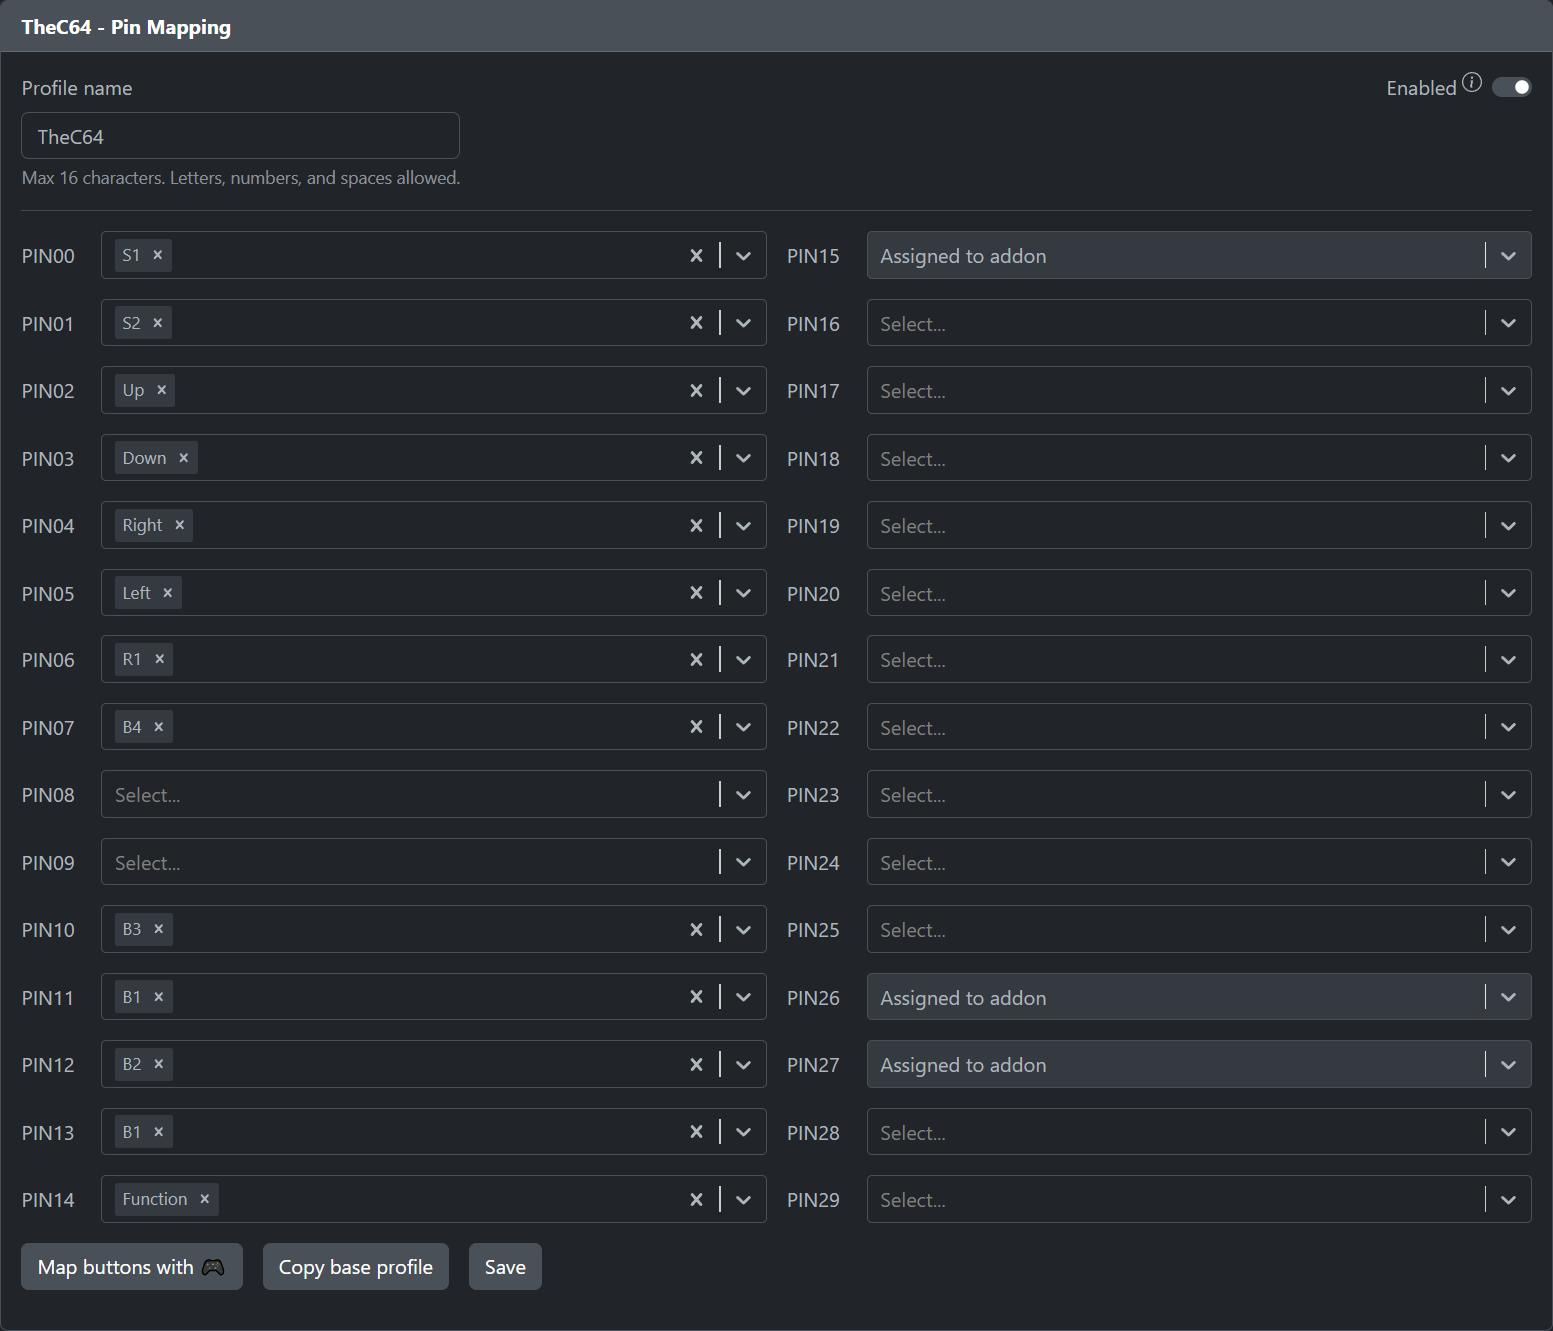 TheC64 - Pin Mapping
Profile name
Enabled
TheC64
Max 16 characters. Letters, numbers, and spaces allowed.
PIN00 S1 PIN15 Assigned to addon
PIN01 S2 PIN16 Select...
PIN02 Up PIN17 Select...
PIN03 Down PIN18 Select...
PIN04 Right PIN19 Select...
PIN05 Left PIN20 Select...
PIN06 R1 PIN21 Select...
PIN07 B4 PIN22 Select...
PIN08 Select... PIN23 Select...
PIN09 Select... PIN24 Select...
PIN10 B3 PIN25 Select...
PIN11 B1 PIN26 Assigned to addon
PIN12 B2 PIN27 Assigned to addon
PIN13 B1 PIN28 Select...
PIN14 Function PIN29 Select...
Map buttons with 🎮 Copy base profile Save